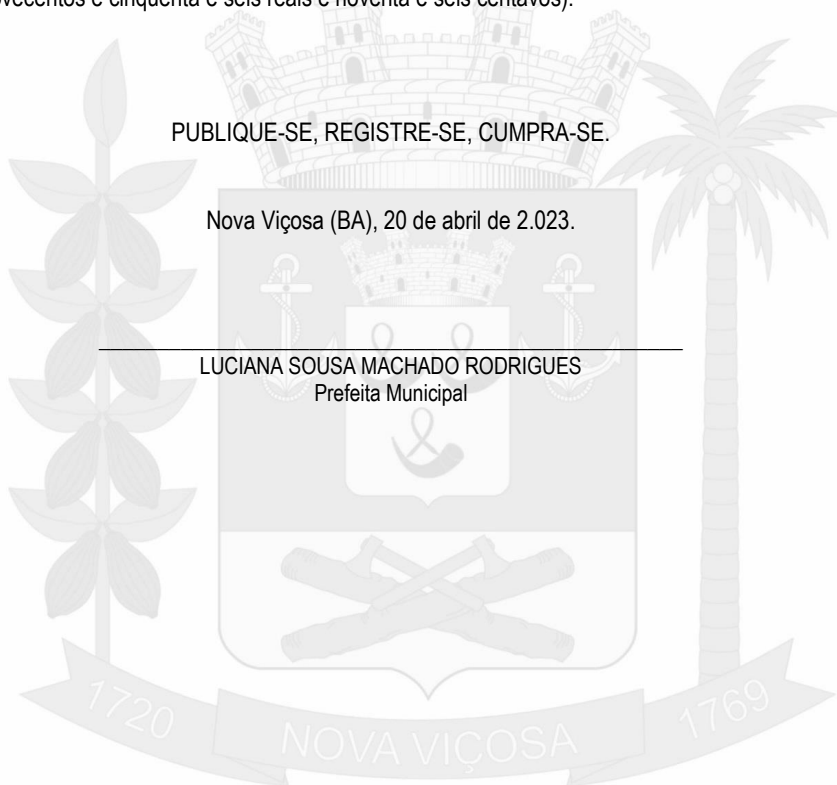 cinquenta e seis reais e noventa e seis centavos).
PUBLIQUE-SE, REGISTRE-SE, CUMPRA-SE.
Nova Viçosa (BA), 20 de abril de 2.023.
LUCIANA SOUSA MACHADO RODRIGUES
Prefeita Municipal
1720
NOVA VIÇOSA
1769